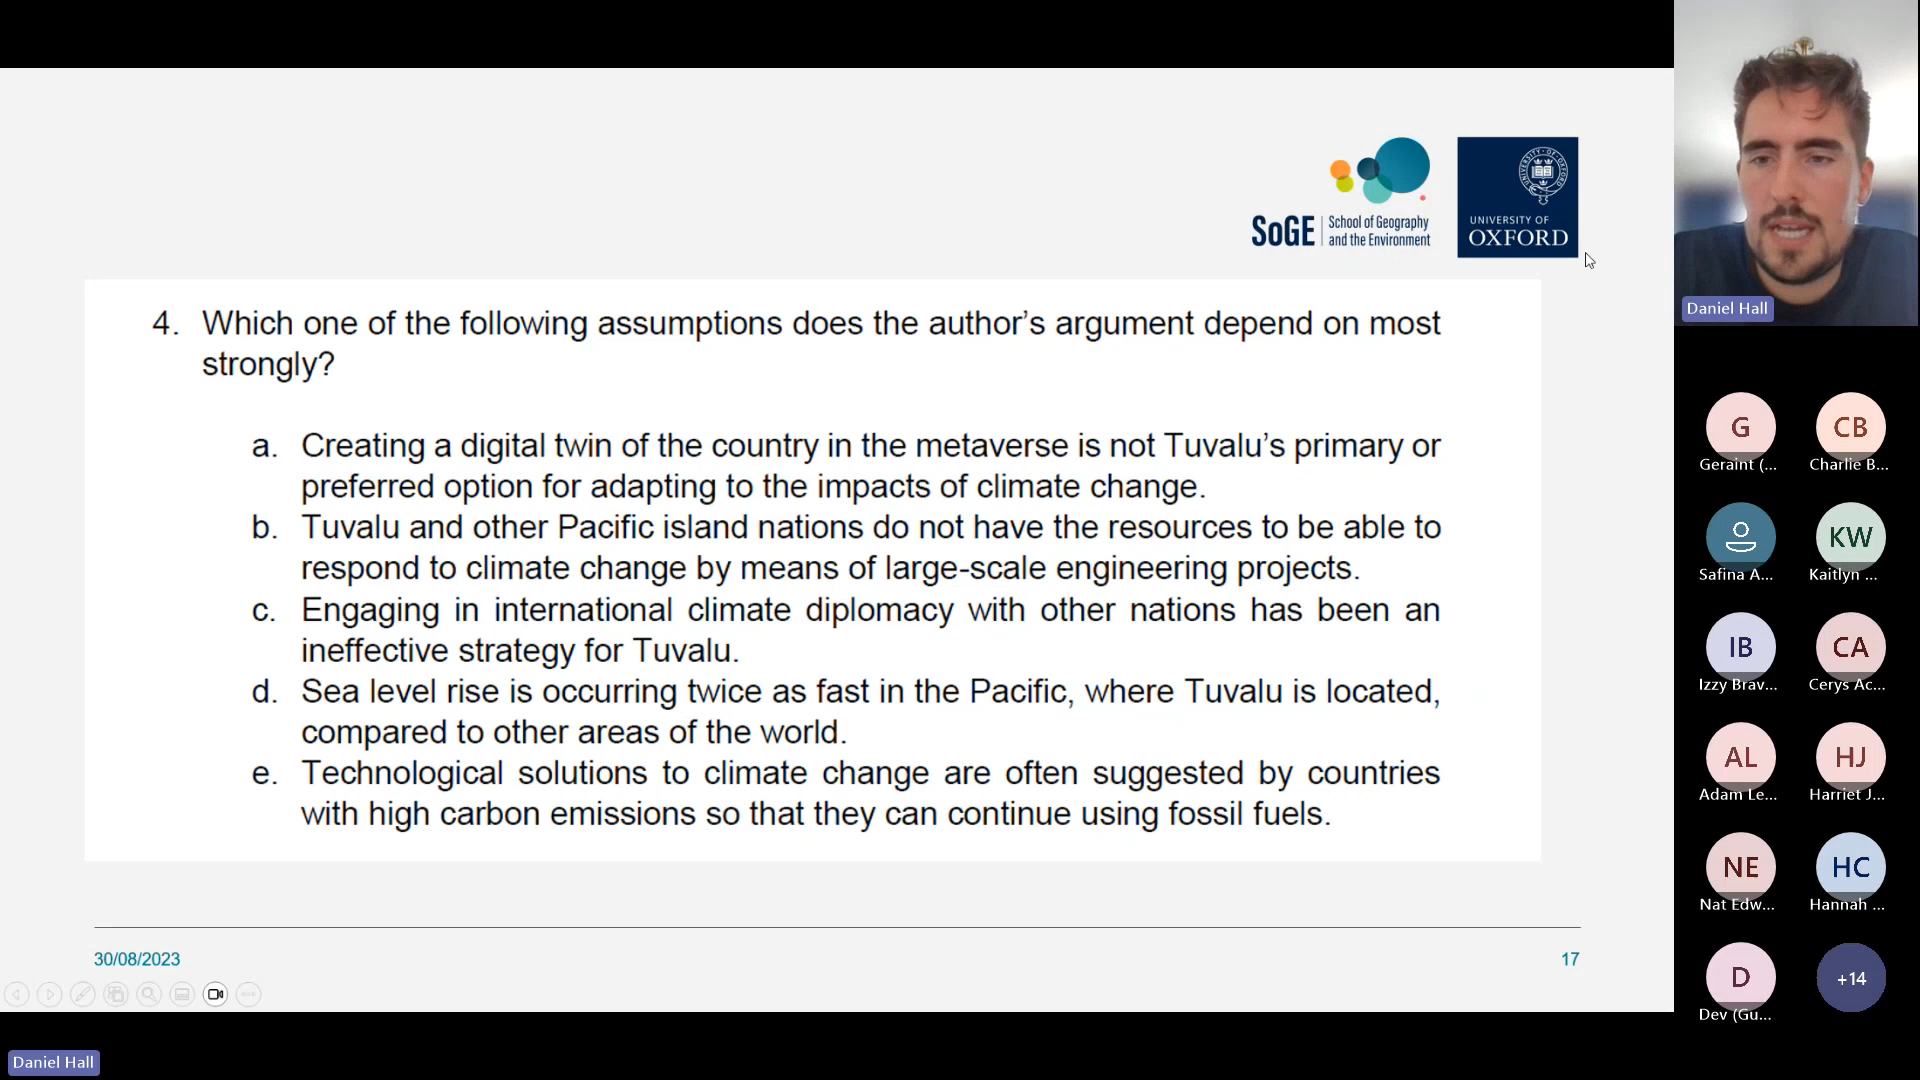 SoGE School of Geography
and the Environment
UNIVERSITY OF
OXFORD
4. Which one of the following assumptions does the author's argument depend on most
strongly?
a. Creating a digital twin of the country in the metaverse is not Tuvalu's primary or
preferred option for adapting to the impacts of climate change.
b. Tuvalu and other Pacific island nations do not have the resources to be able to
respond to climate change by means of large-scale engineering projects.
c. Engaging in international climate diplomacy with other nations has been an
ineffective strategy for Tuvalu.
d. Sea level rise is occurring twice as fast in the Pacific, where Tuvalu is located,
compared to other areas of the world.
e. Technological solutions to climate change are often suggested by countries
with high carbon emissions so that they can continue using fossil fuels.
30/08/2023
17
Daniel Hall
Daniel Hall
G
Geraint (...
CB
Charlie B...
Safina A...
KW
Kaitlyn ...
IB
Izzy Brav...
CA
Cerys Ac...
AL
Adam Le...
HJ
Harriet J...
NE
Nat Edw...
HC
Hannah ...
D
Dev (Gu...
+14